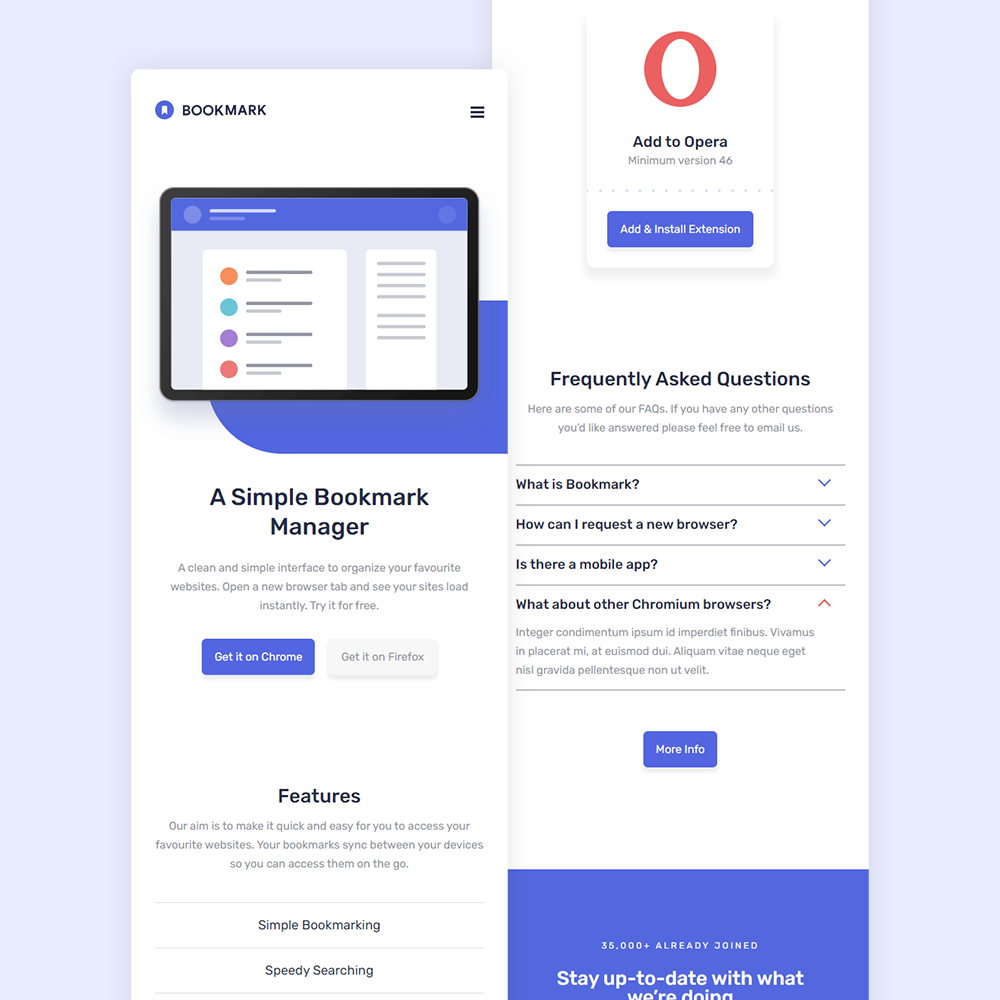 BOOKMARK
A Simple Bookmark
Manager
A clean and simple interface to organize your favourite
websites. Open a new browser tab and see your sites load
instantly. Try it for free.
Get it on Chrome
Get it on Firefox
Features
Our aim is to make it quick and easy for you to access your
favourite websites. Your bookmarks sync between your devices
so you can access them on the go.
Simple Bookmarking
Speedy Searching
Add to Opera
Minimum version 46
Add & Install Extension
Frequently Asked Questions
Here are some of our FAQs. If you have any other questions
you'd like answered please feel free to email us.
What is Bookmark?
How can I request a new browser?
Is there a mobile app?
What about other Chromium browsers?
Integer condimentum ipsum id imperdiet finibus. Vivamus
in placerat mi, at euismod dui. Aliquam vitae neque eget
nisl gravida pellentesque non ut velit.
More Info
35,000+ ALREADY JOINED
Stay up-to-date with what
we're doing